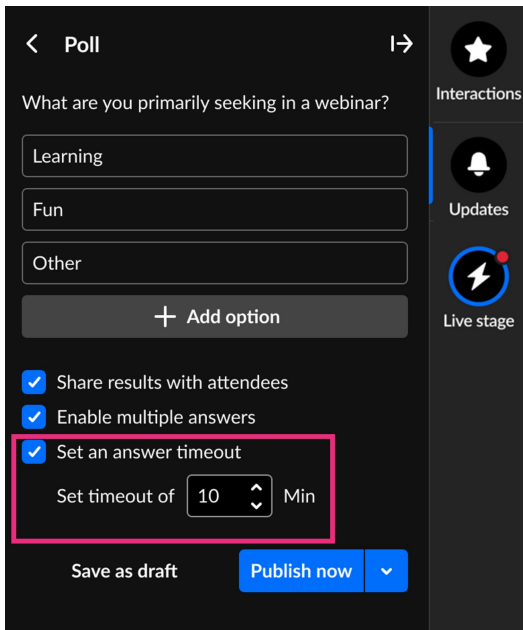 Poll
What are you primarily seeking in a webinar?
Learning
Fun
Other
Add option
Share results with attendees
Enable multiple answers
Set an answer timeout
Set timeout of 10 Min
Save as draft
Publish now
Interactions
Updates
Live stage